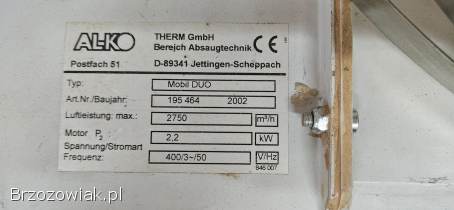 AL-KO
THERM GmbH
Bereich Absaugtechnik CE
Postfach 51 D-89341 Jettingen-Scheppach
Typ Mobil DUO
Art.Nr./Baujahr: 195 464 2002
Luftleistung: max.: 2750 m³/h
Motor P2 2,2 kW
Spannung/Stromart
Frequenz: 400/3~/50 V/Hz
646 007
Brzozowiak.pl